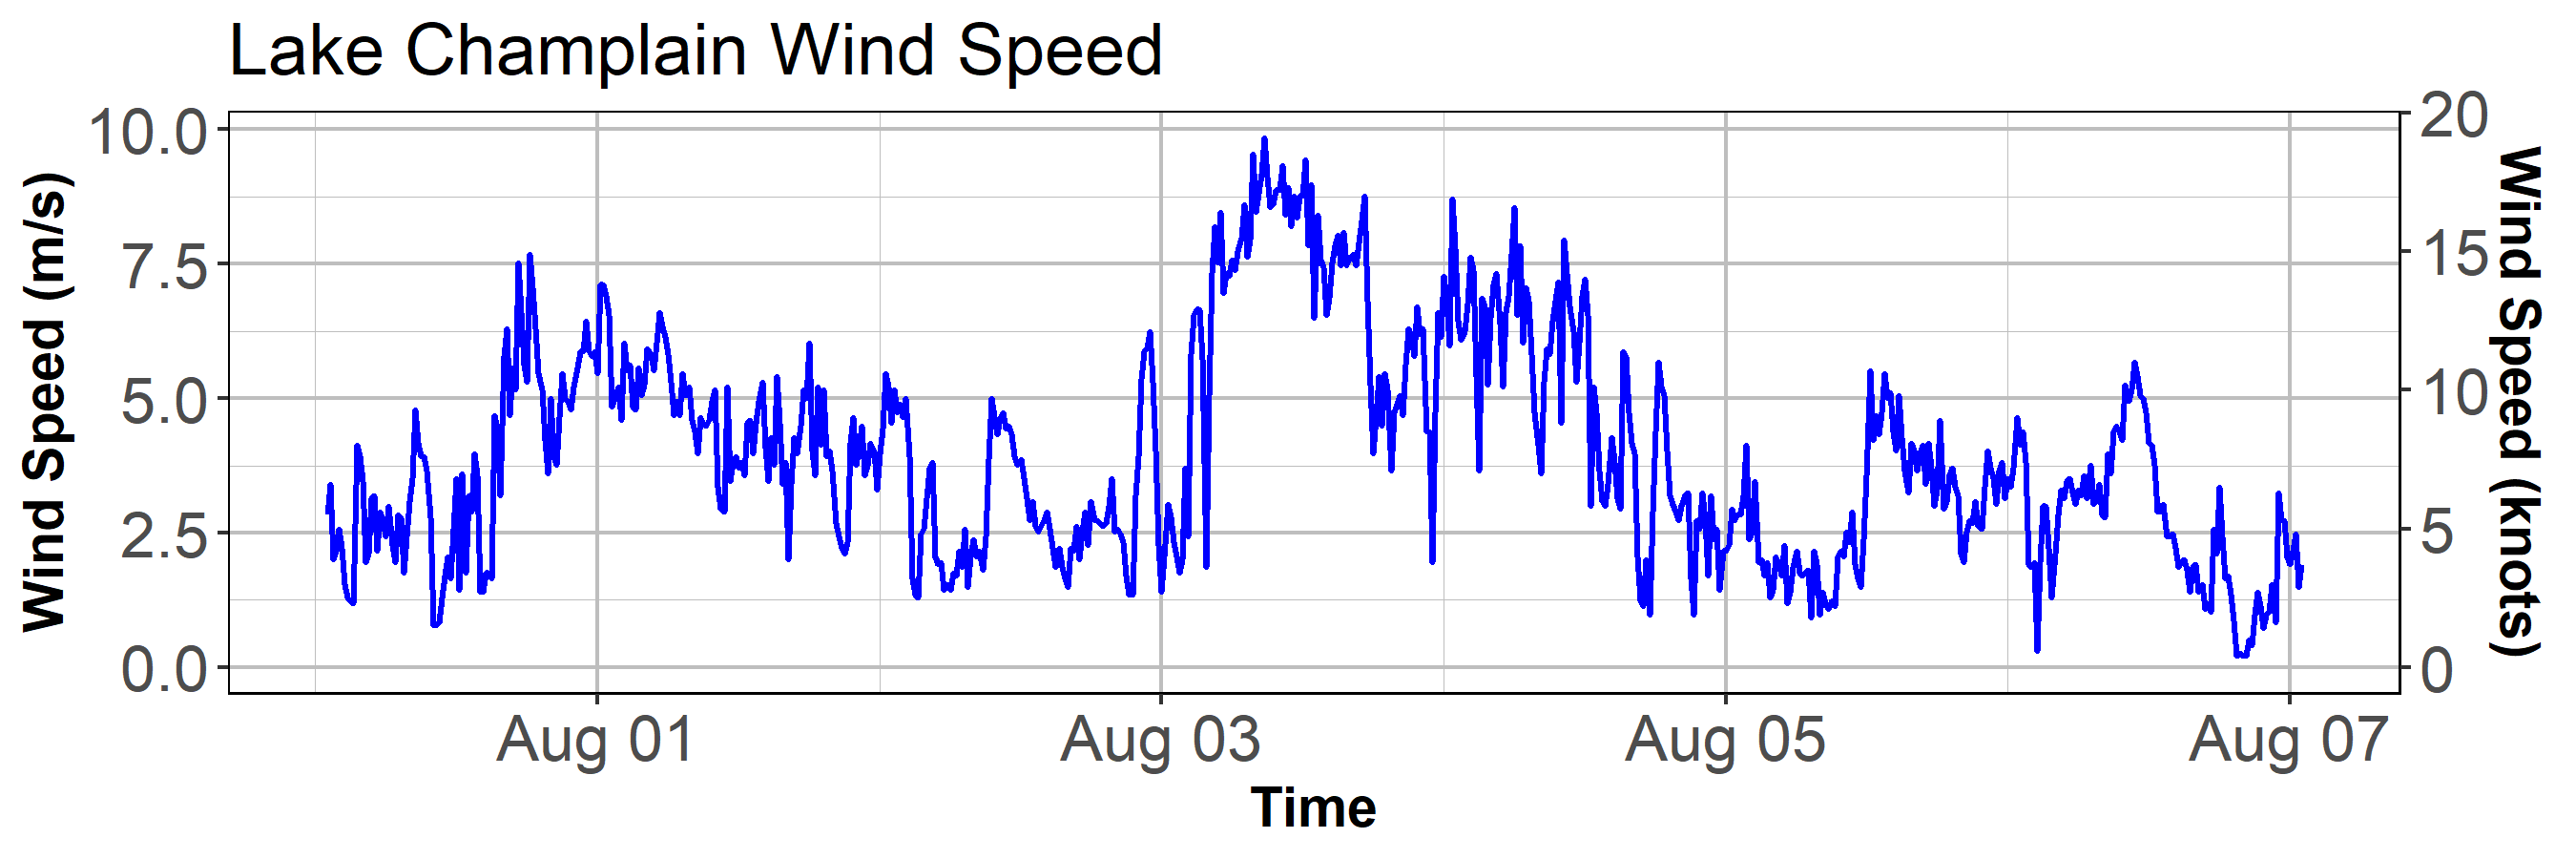 Lake Champlain Wind Speed
Wind Speed (m/s)
10.0
7.5
5.0
2.5
0.0
20
15
10
5
0
Wind Speed (knots)
Aug 01
Aug 03
Aug 05
Aug 07
Time